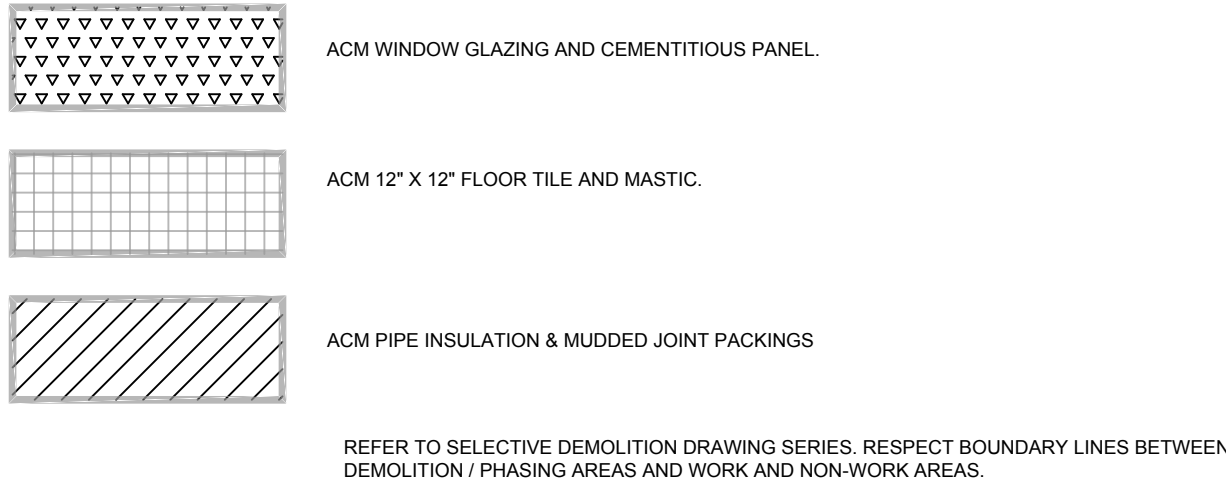 ACM WINDOW GLAZING AND CEMENTITIOUS PANEL.
ACM 12" X 12" FLOOR TILE AND MASTIC.
ACM PIPE INSULATION & MUDDED JOINT PACKINGS
REFER TO SELECTIVE DEMOLITION DRAWING SERIES. RESPECT BOUNDARY LINES BETWEEN
DEMOLITION / PHASING AREAS AND WORK AND NON-WORK AREAS.